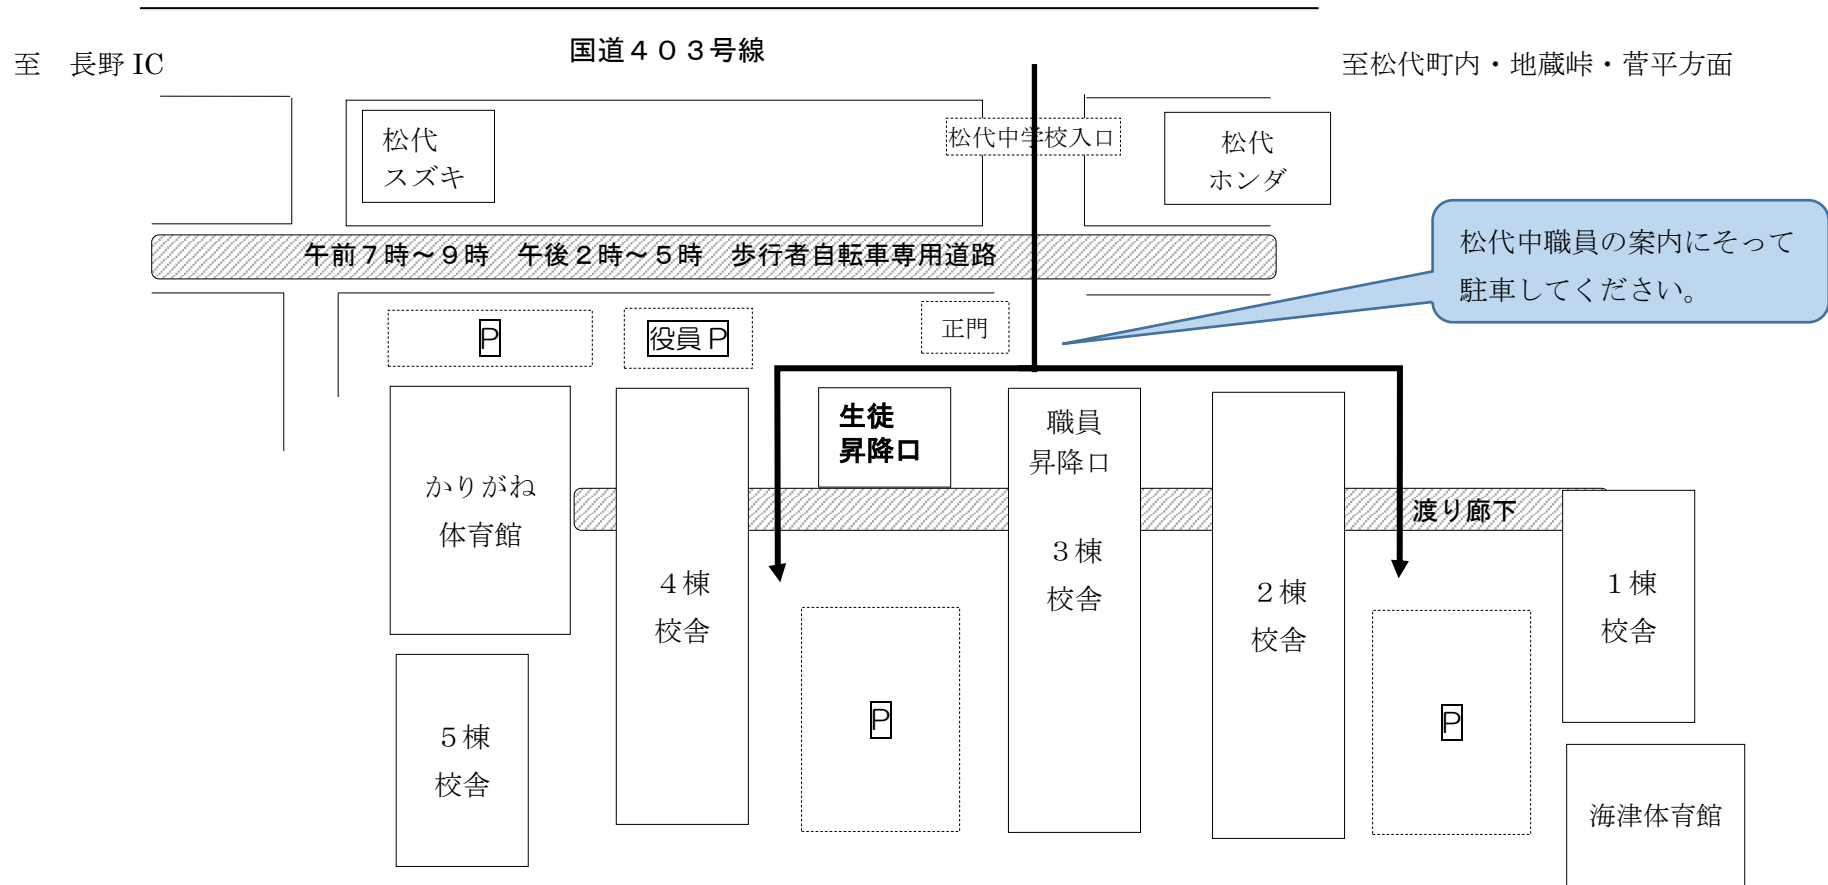 国道４０３号線
至　長野 IC
至松代町内・地蔵峠・菅平方面
松代
スズキ
松代中学校入口
松代
ホンダ
午前７時～９時　午後２時～５時　歩行者自転車専用道路
松代中職員の案内にそって
駐車してください。
P
役員 P
正門
生徒
昇降口
職員
昇降口
かりがね
体育館
渡り廊下
４棟
校舎
３棟
校舎
２棟
校舎
１棟
校舎
P
P
５棟
校舎
海津体育館